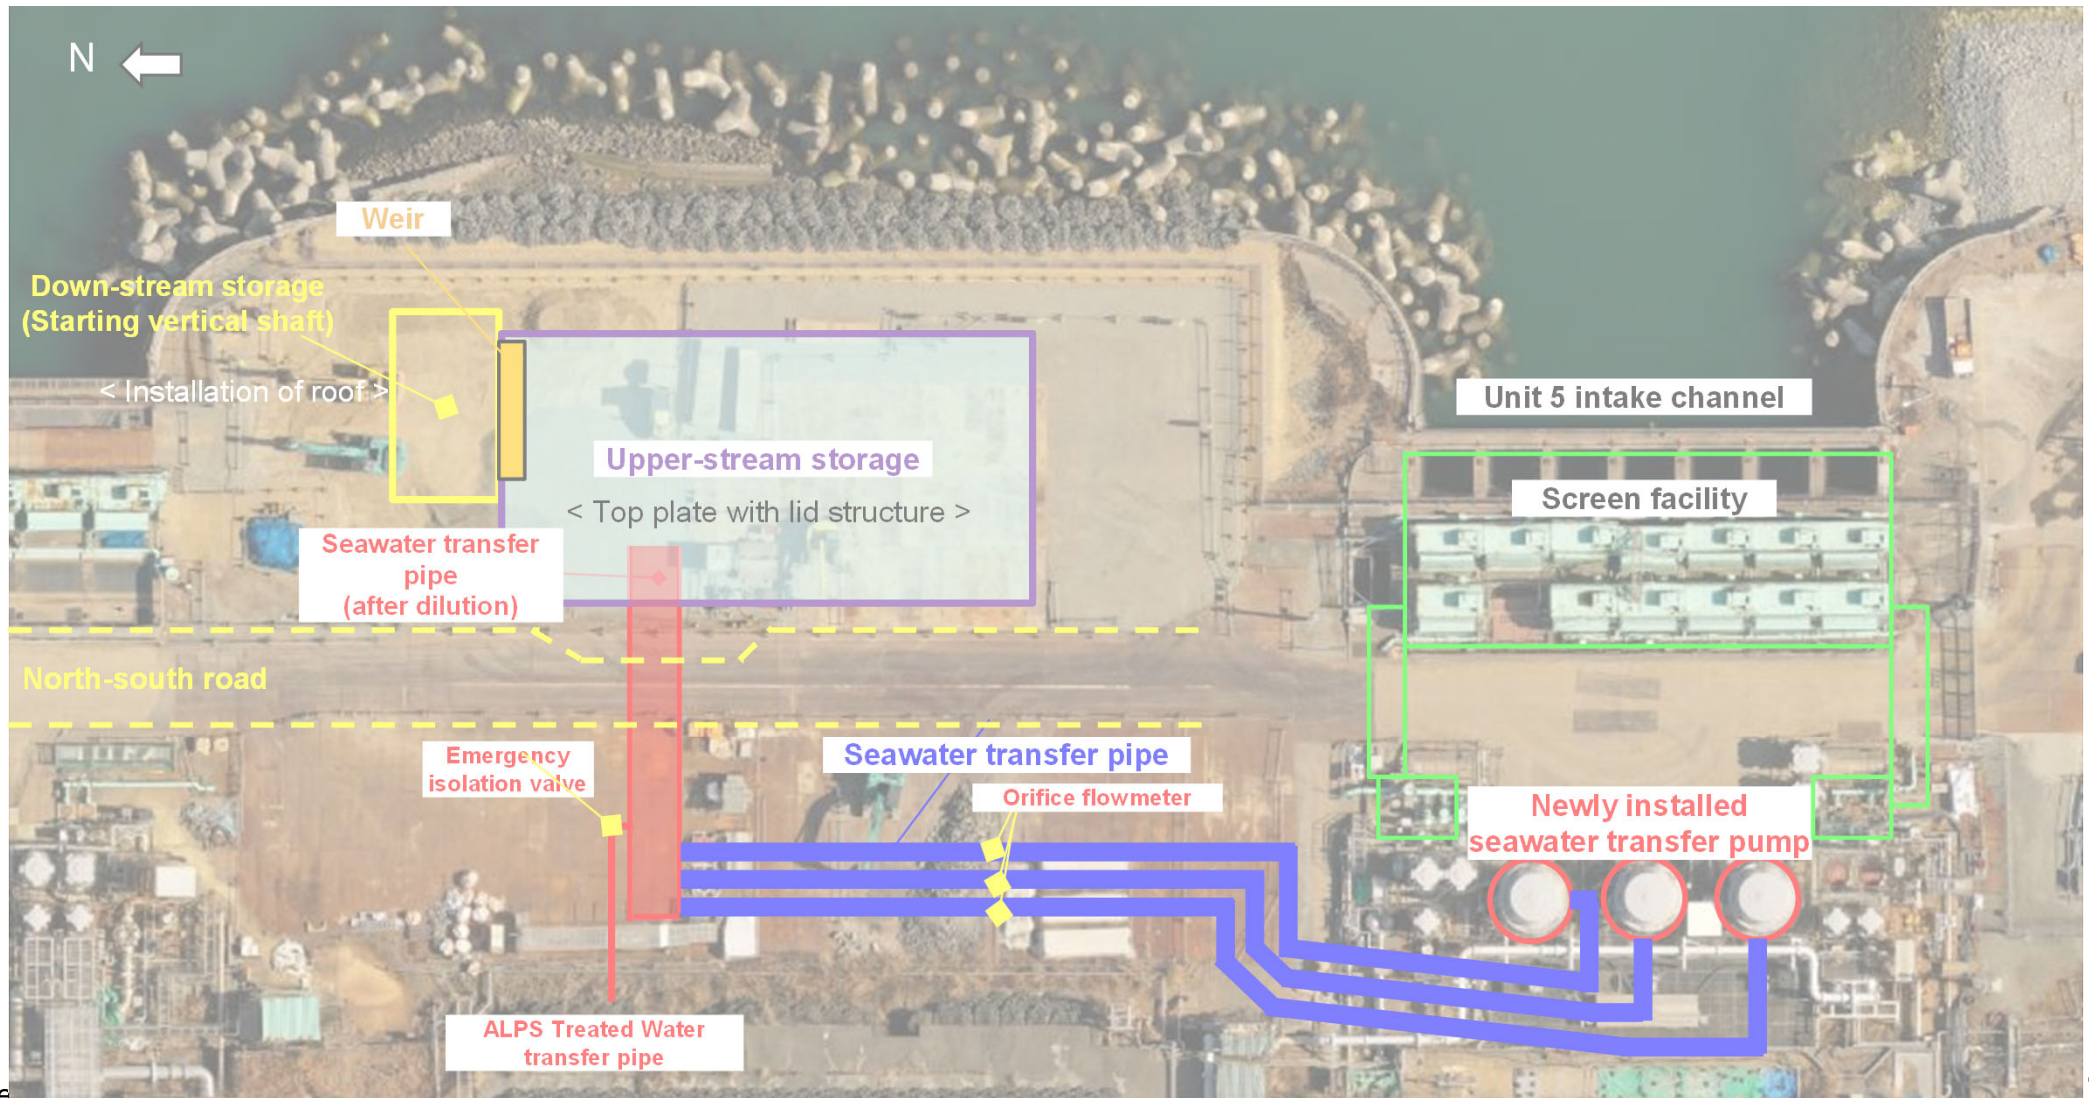 N
Weir
Down-stream storage
(Starting vertical shaft)
< Installation of roof >
Unit 5 intake channel
Upper-stream storage
Screen facility
< Top plate with lid structure >
Seawater transfer
pipe
(after dilution)
North-south road
Emergency
isolation valve
Seawater transfer pipe
Orifice flowmeter
Newly installed
seawater transfer pump
ALPS Treated Water
transfer pipe
e